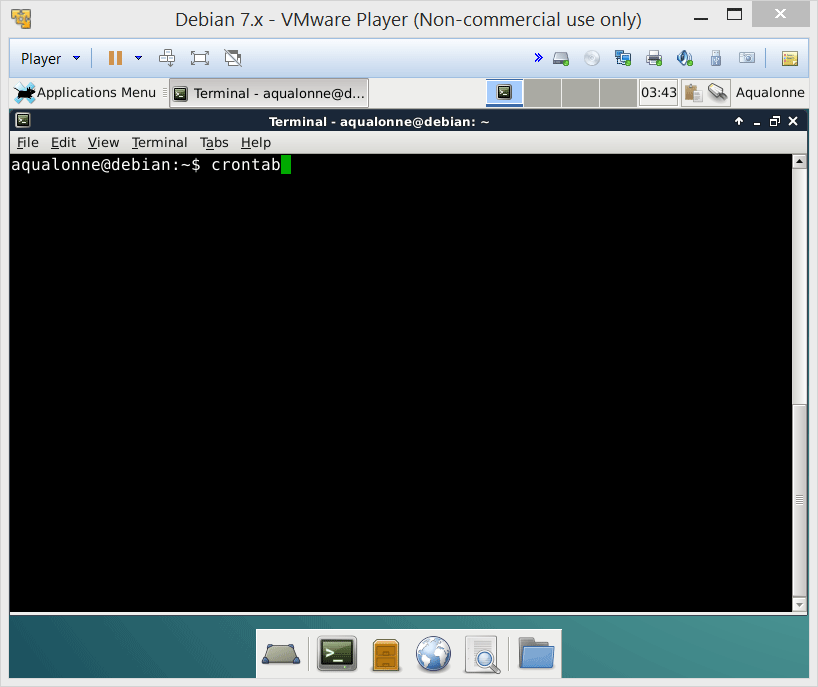 Debian 7.x - VMware Player (Non-commercial use only)
Player
Applications Menu Terminal - aqualonne@d... 03:43 Aqualonne
Terminal - aqualonne@debian: ~
File Edit View Terminal Tabs Help
aqualonne@debian:~$ crontab